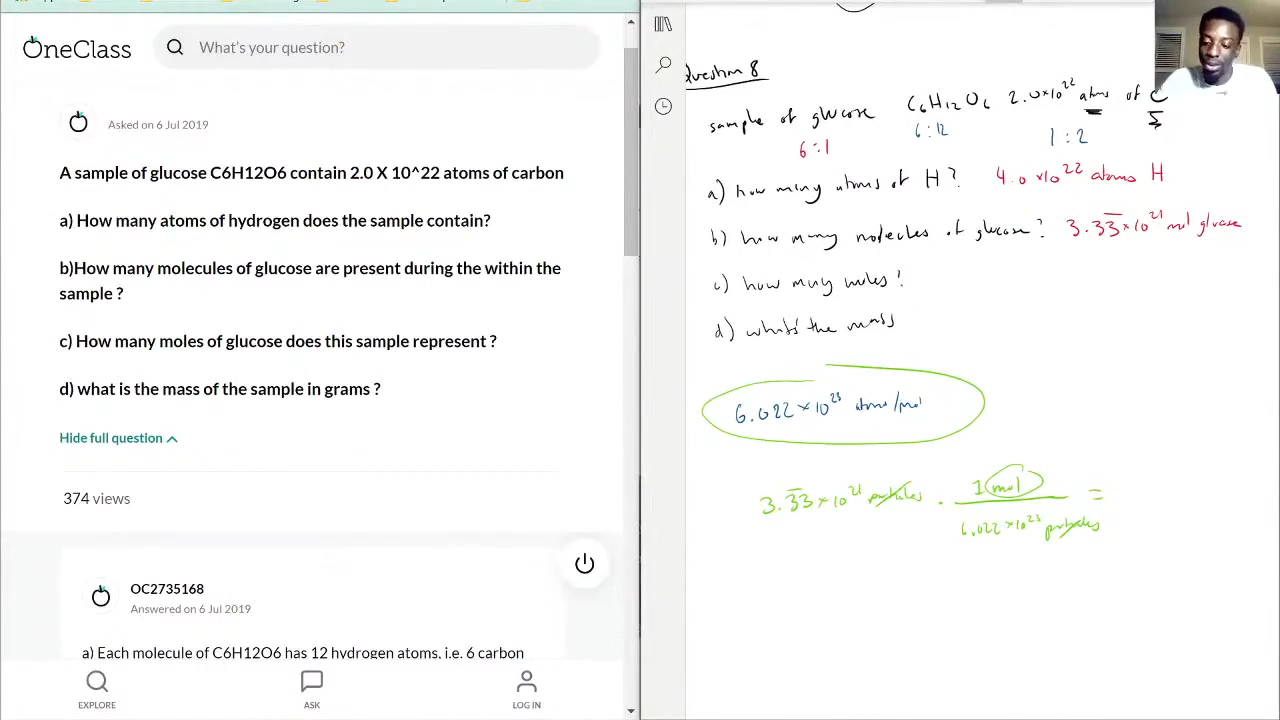 OneClass
What's your question?
Asked on 6 Jul 2019
A sample of glucose C6H12O6 contain 2.0 X 10^22 atoms of carbon
a) How many atoms of hydrogen does the sample contain?
b)How many molecules of glucose are present during the within the
sample ?
c) How many moles of glucose does this sample represent ?
d) what is the mass of the sample in grams ?
Hide full question
374 views
OC2735168
Answered on 6 Jul 2019
a) Each molecule of C6H12O6 has 12 hydrogen atoms, i.e. 6 carbon
EXPLORE
ASK
LOG IN
Question 8
sample of glucose C6H12O6 2.0×10^22 atoms of C
6:1
6:12
1:2
5
a) how many atoms of H? 4.0×10^22 atoms H
b) how many molecules of glucose? 3.33×10^21 mol glucose
c) how many moles?
d) what's the mass
6.022×10^23 atoms/mol
3.33×10^21 particles · 1 mol =
6.022×10^23 particles